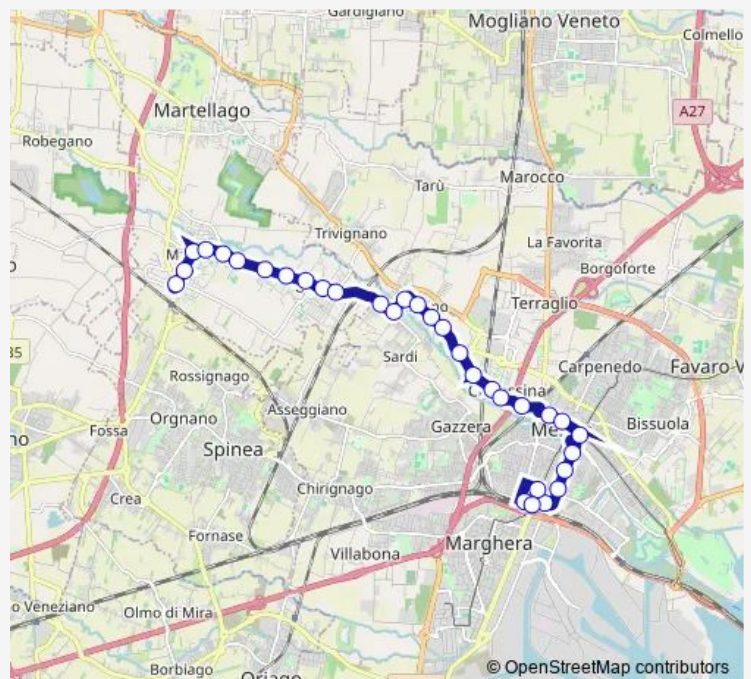 Gardigiano
Mogliano Veneto
Colmello
Martellago
A27
Robegano
Tarù
Marocco
Trivignano
La Favorita
Borgoforte
Terraglio
Sardi
Carpenedo
Favaro V
Rossignago
Asseggiano
Orgnano
Gazzera
Bissuola
Fossa
Spinea
Chirignago
Crea
Fornase
Villabona
Marghera
o Veneziano
Olmo di Mira
Borbiago
Oriago
© OpenStreetMap contributors